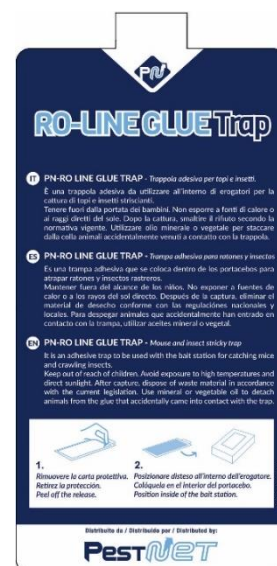 PN
RO-LINE GLUE Trap
IT PN-RO LINE GLUE TRAP - Trappola adesiva per topi e insetti.
È una trappola adesiva da utilizzare all'interno di erogatori per la
cattura di topi e insetti striscianti.
Tenere fuori dalla portata dei bambini. Non esporre a fonti di calore o
ai raggi diretti del sole. Dopo la cattura, smaltire il rifiuto secondo la
normativa vigente. Utilizzare olio minerale o vegetale per staccare
dalla colla animali accidentalmente venuti a contatto con la trappola.
ES PN-RO LINE GLUE TRAP - Trampa adhesiva para ratones y insectos
Es una trampa adhesiva que se coloca dentro de los portacebos para
atrapar ratones y insectos rastreros.
Mantener fuera del alcance de los niños. No exponer a fuentes de
calor o a los rayos del sol directo. Después de la captura, eliminar el
material de desecho conforme con las regulaciónes nacionales y
locales. Para despegar animales que accidentalmente han entrado en
contacto con la trampa, utilizar aceites mineral o vegetal.
EN PN-RO LINE GLUE TRAP - Mouse and insect stricky trap
It is an adhesive trap to be used with the bait station for catching mice
and crawling insects.
Keep out of reach of children. Avoid exposure to high temperatures and
direct sunlight. After capture, dispose of waste material in accordance
with the current legislation. Use mineral or vegetable oil to detach
animals from the glue that accidentally came into contact with the trap.
1.
Rimuovere la carta protettiva.
Retirez la protección.
Peel off the release.
2.
Posizionare disteso all'interno dell'erogatore.
Colóquela en el interior del portacebo.
Position inside of the bait station.
Distribuito da / Distribuido por / Distributed by:
PestNET